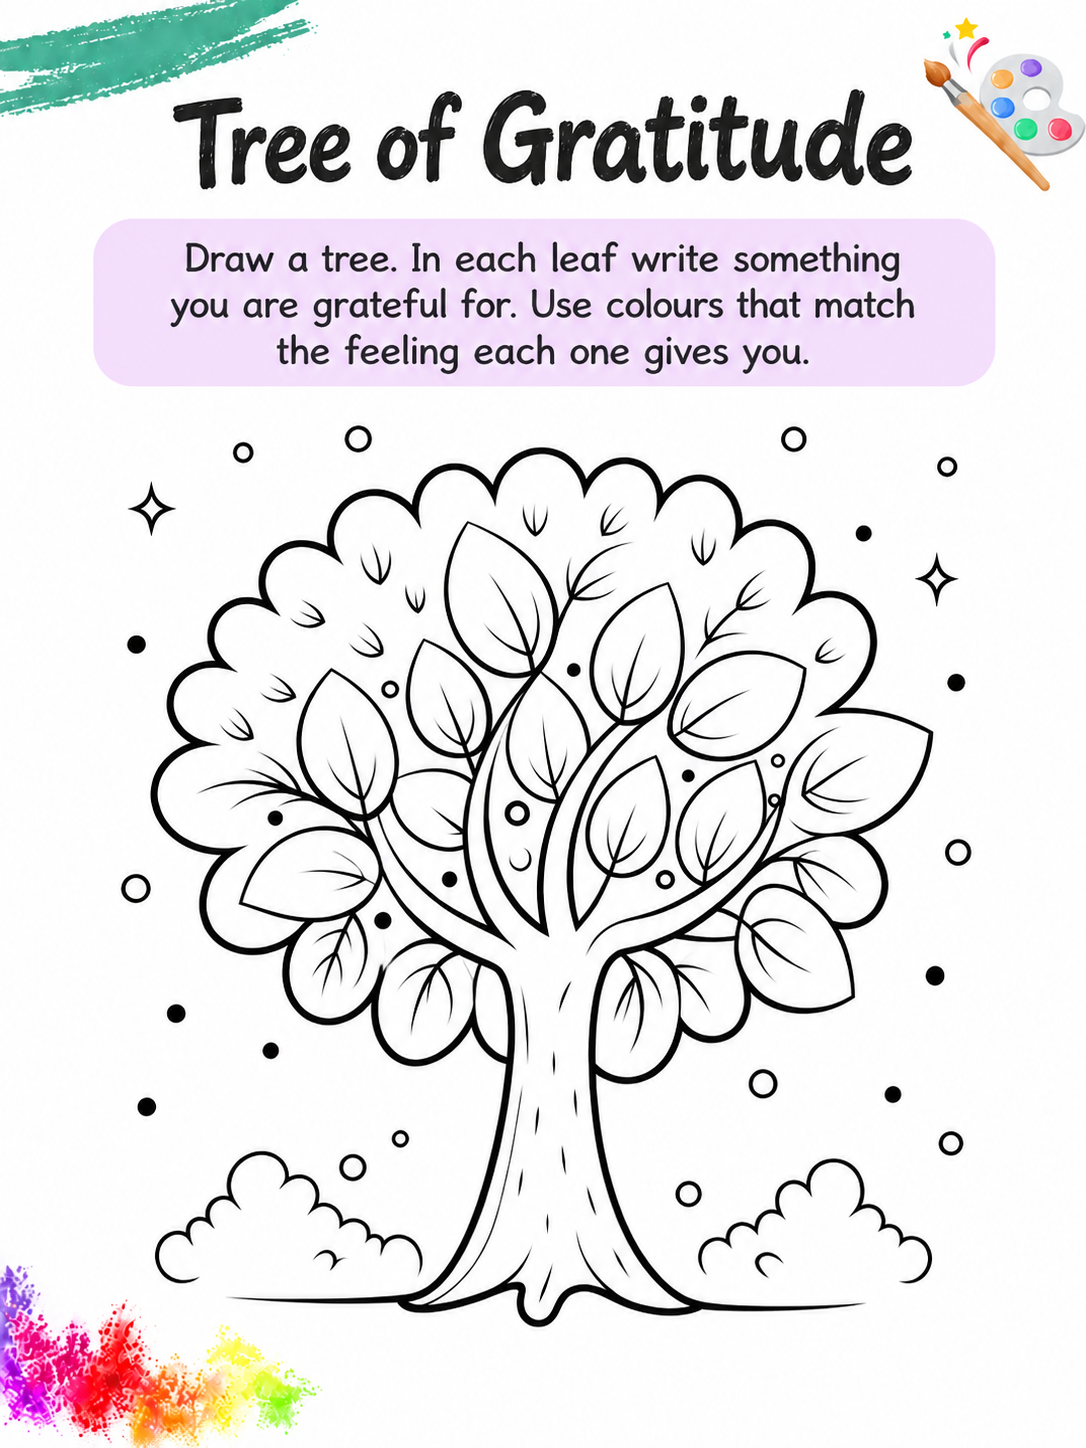 Tree of Gratitude
Draw a tree. In each leaf write something
you are grateful for. Use colours that match
the feeling each one gives you.